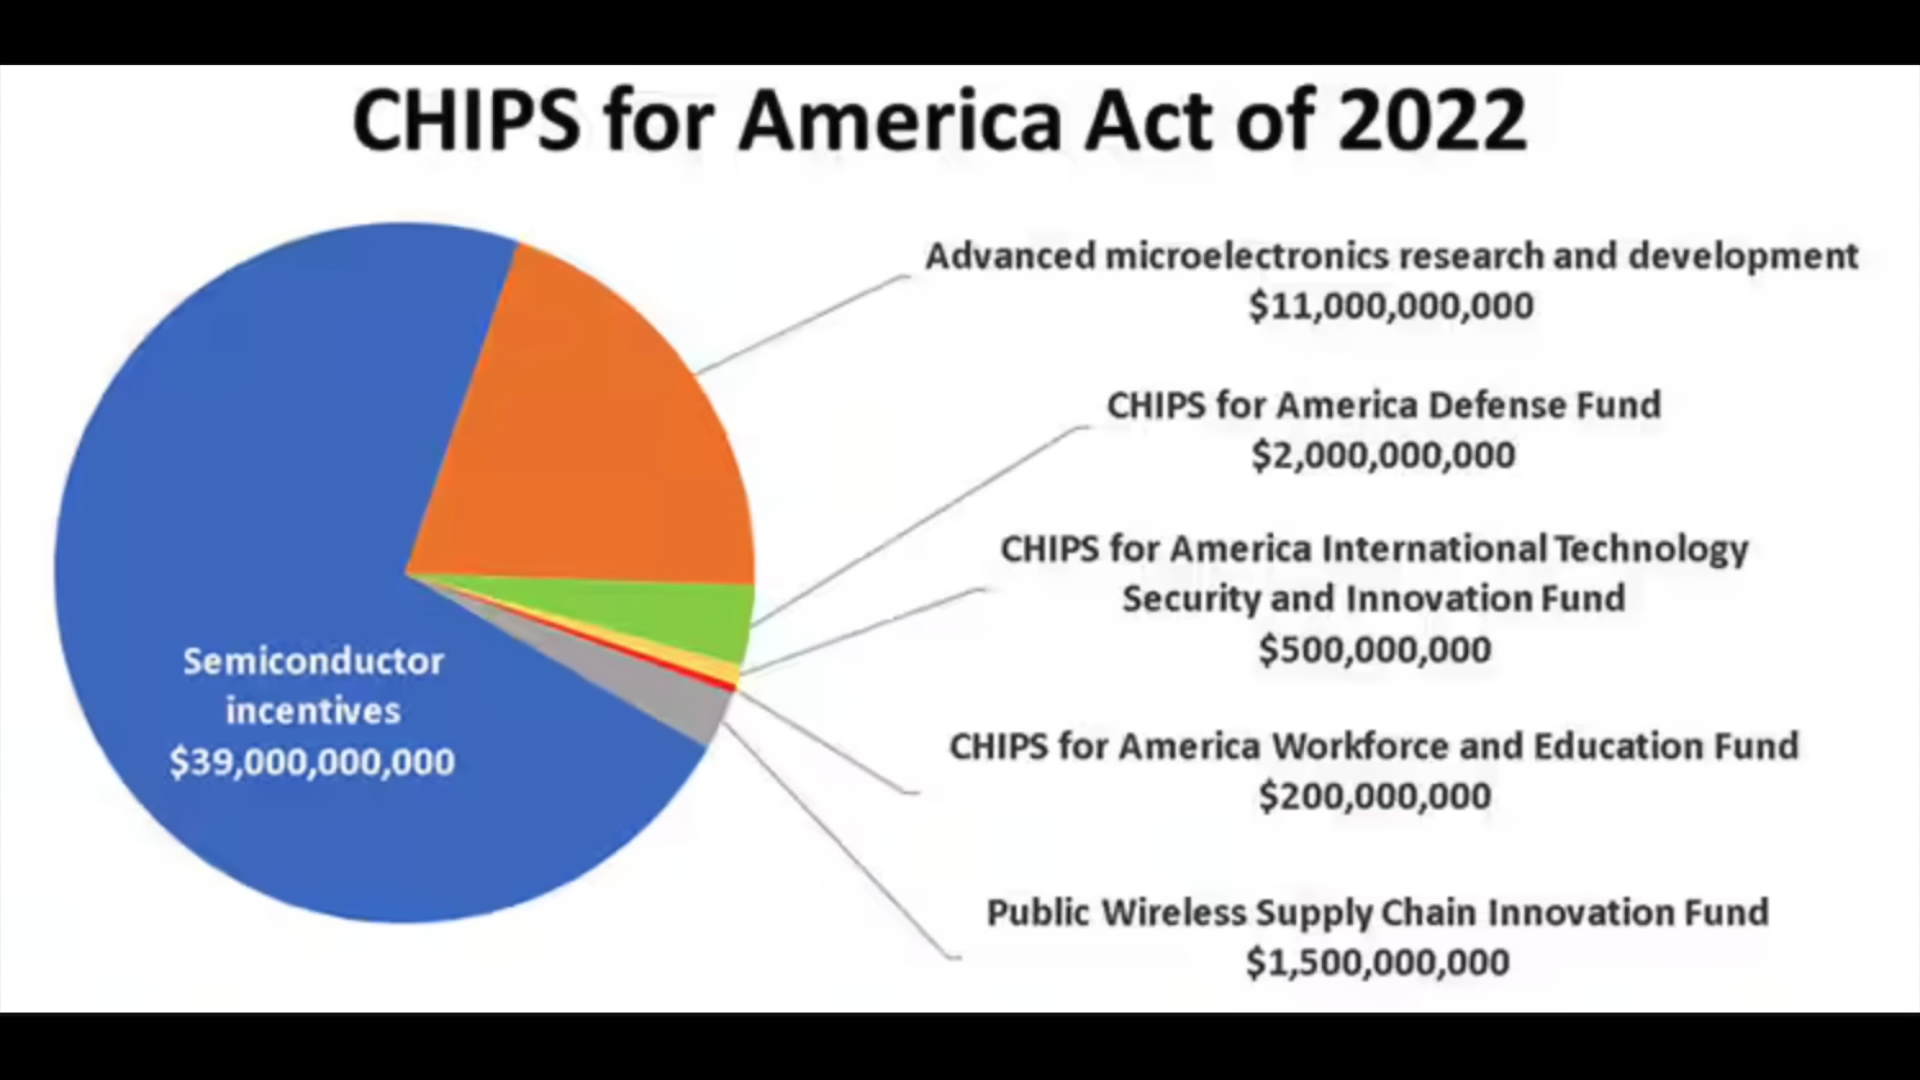 CHIPS for America Act of 2022
Advanced microelectronics research and development
$11,000,000,000
CHIPS for America Defense Fund
$2,000,000,000
CHIPS for America International Technology
Security and Innovation Fund
$500,000,000
Semiconductor
incentives
$39,000,000,000
CHIPS for America Workforce and Education Fund
$200,000,000
Public Wireless Supply Chain Innovation Fund
$1,500,000,000